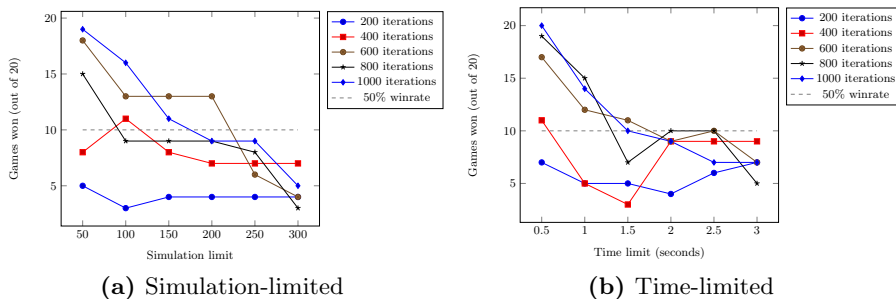 20
15
10
5
Games won (out of 20)
50
100
150
200
250
300
Simulation limit
200 iterations
400 iterations
600 iterations
800 iterations
1000 iterations
50% winrate
(a) Simulation-limited
20
15
10
5
Games won (out of 20)
0.5
1
1.5
2
2.5
3
Time limit (seconds)
200 iterations
400 iterations
600 iterations
800 iterations
1000 iterations
50% winrate
(b) Time-limited